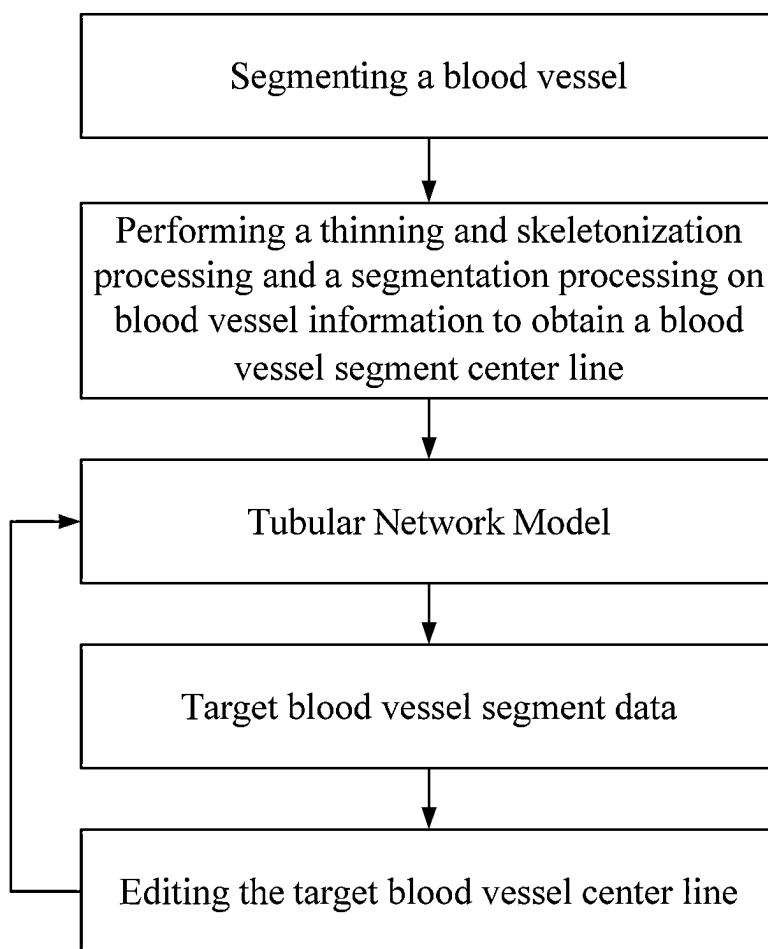 Segmenting a blood vessel
Performing a thinning and skeletonization
processing and a segmentation processing on
blood vessel information to obtain a blood
vessel segment center line
Tubular Network Model
Target blood vessel segment data
Editing the target blood vessel center line